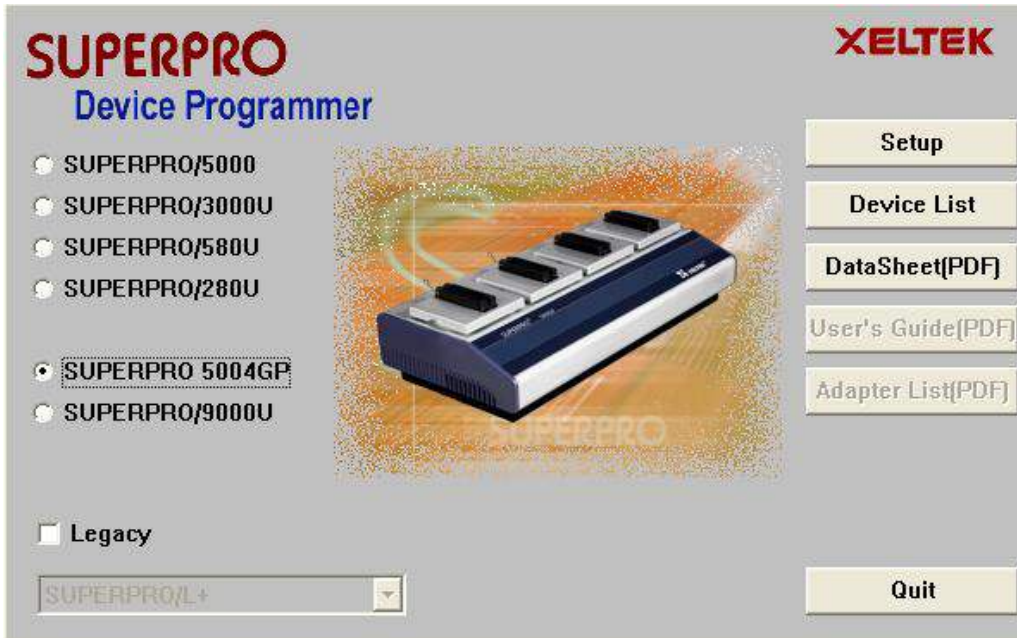 SUPERPRO
XELTEK
Device Programmer
SUPERPRO/5000
SUPERPRO/3000U
SUPERPRO/580U
SUPERPRO/280U
SUPERPRO 5004GP
SUPERPRO/9000U
SUPERPRO
Legacy
SUPERPRO/L+
Setup
Device List
DataSheet(PDF)
User's Guide(PDF)
Adapter List(PDF)
Quit